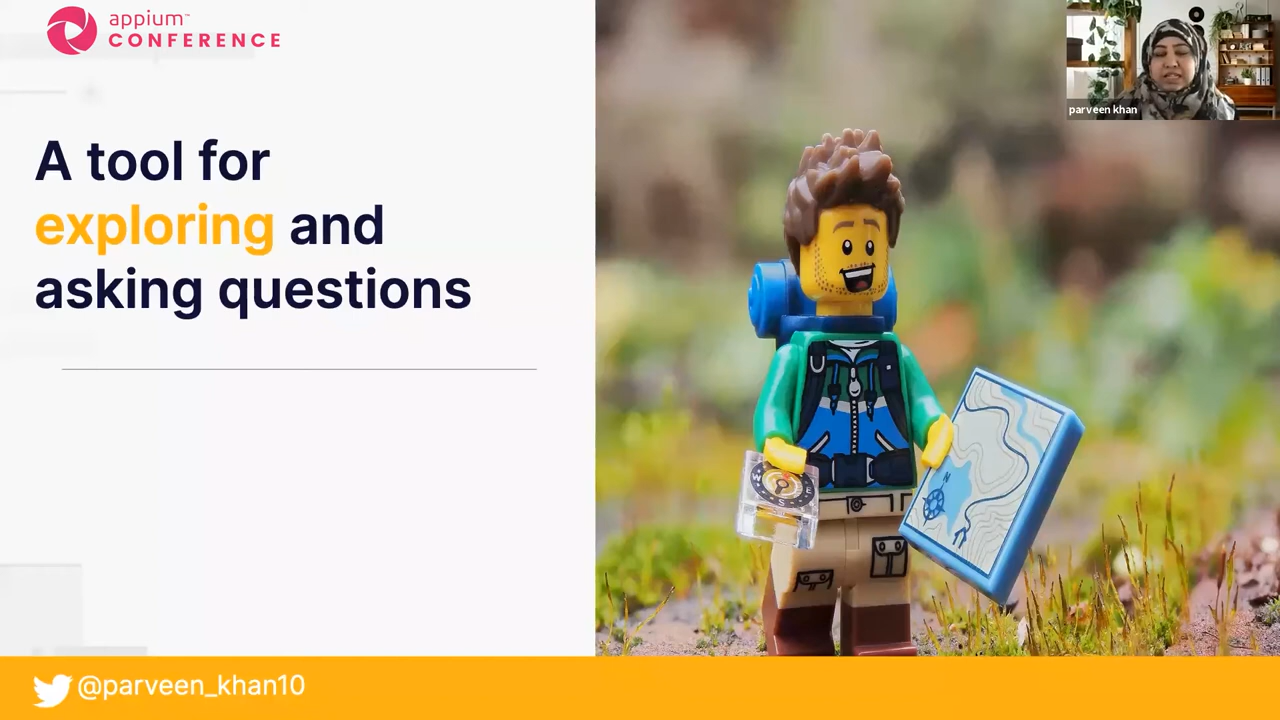 appium™
CONFERENCE
parveen khan
A tool for
exploring and
asking questions
W
E
S
N
@parveen_khan10